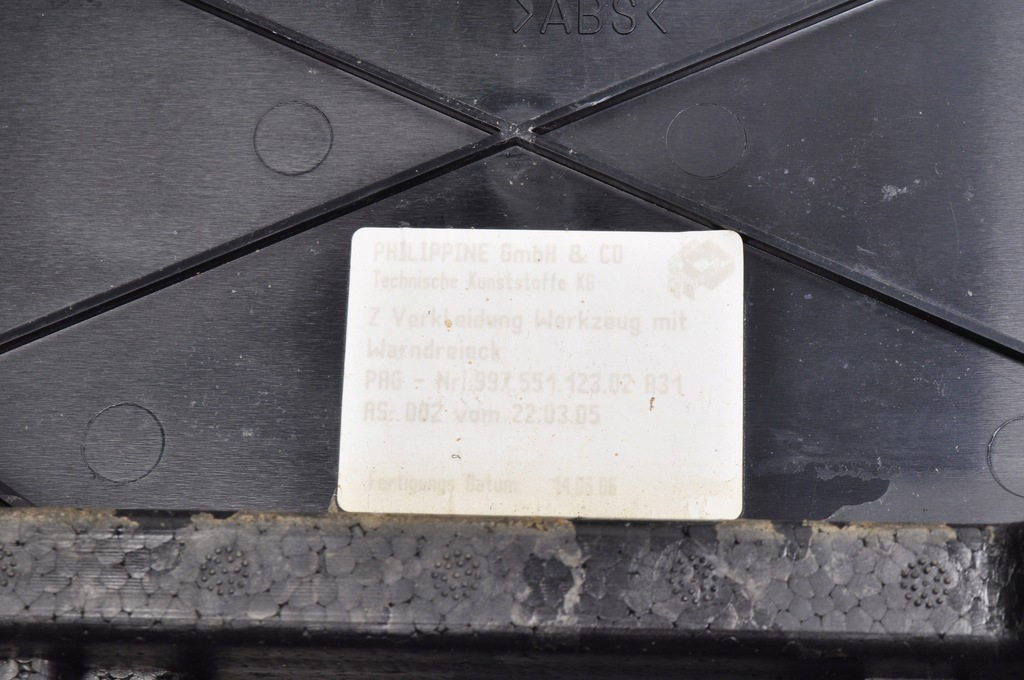 >ABS<
PHILIPPINE GmbH & CO
Technische Kunststoffe KG
Z Verkleidung Werkzeug mit
Warndreieck
PAG - Nr. 997.551 123.02 A31
AS: 002 vom 22.03.05
Fertigungs Datum: 14.06.06